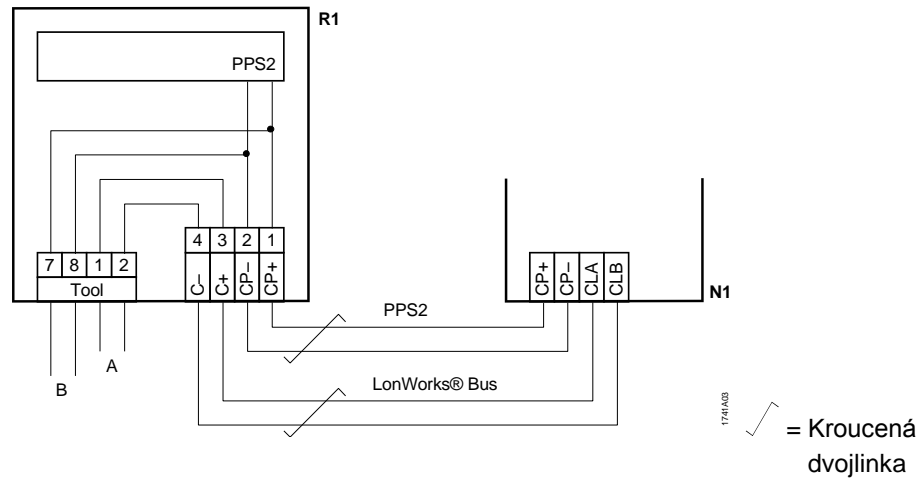 R1
PPS2
4 3 2 1
7 8 1 2
C– C+ CP– CP+
Tool
CP+ CP– CLA CLB
N1
PPS2
A
B
LonWorks® Bus
1741A03
= Kroucená
dvojlinka